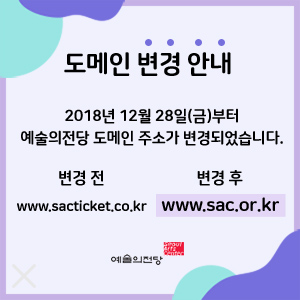 도메인 변경 안내
2018년 12월 28일(금)부터
예술의전당 도메인 주소가 변경되었습니다.
변경 전
변경 후
www.sacticket.co.kr
www.sac.or.kr
예술의전당
Seoul
Arts
Center